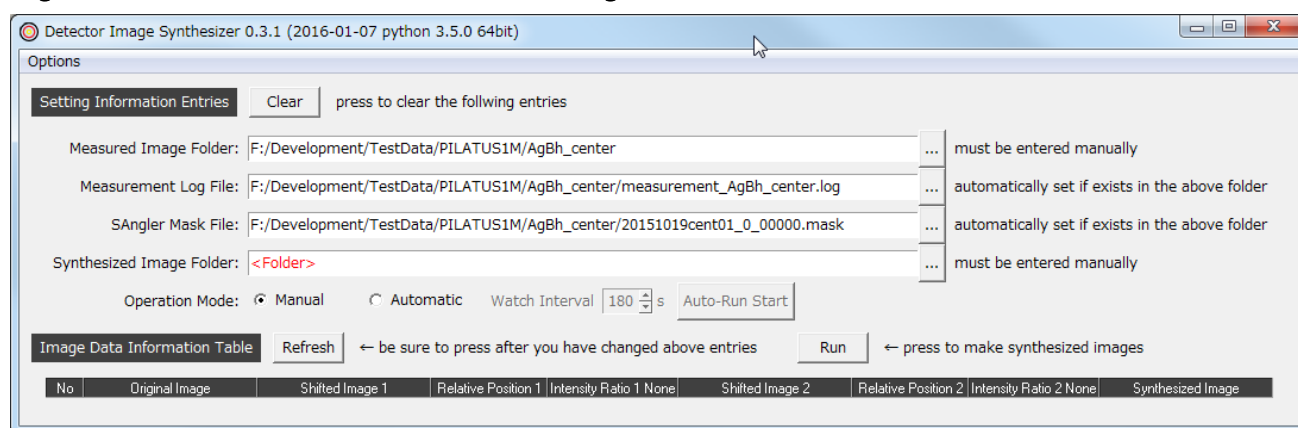 Detector Image Synthesizer 0.3.1 (2016-01-07 python 3.5.0 64bit)
Options
Setting Information Entries Clear press to clear the follwing entries
Measured Image Folder: F:/Development/TestData/PILATUS1M/AgBh_center ... must be entered manually
Measurement Log File: F:/Development/TestData/PILATUS1M/AgBh_center/measurement_AgBh_center.log ... automatically set if exists in the above folder
SAngler Mask File: F:/Development/TestData/PILATUS1M/AgBh_center/20151019cent01_0_00000.mask ... automatically set if exists in the above folder
Synthesized Image Folder: <Folder> ... must be entered manually
Operation Mode: Manual Automatic Watch Interval 180 s Auto-Run Start
Image Data Information Table Refresh ← be sure to press after you have changed above entries Run ← press to make synthesized images
No Original Image Shifted Image 1 Relative Position 1 Intensity Ratio 1 None Shifted Image 2 Relative Position 2 Intensity Ratio 2 None Synthesized Image